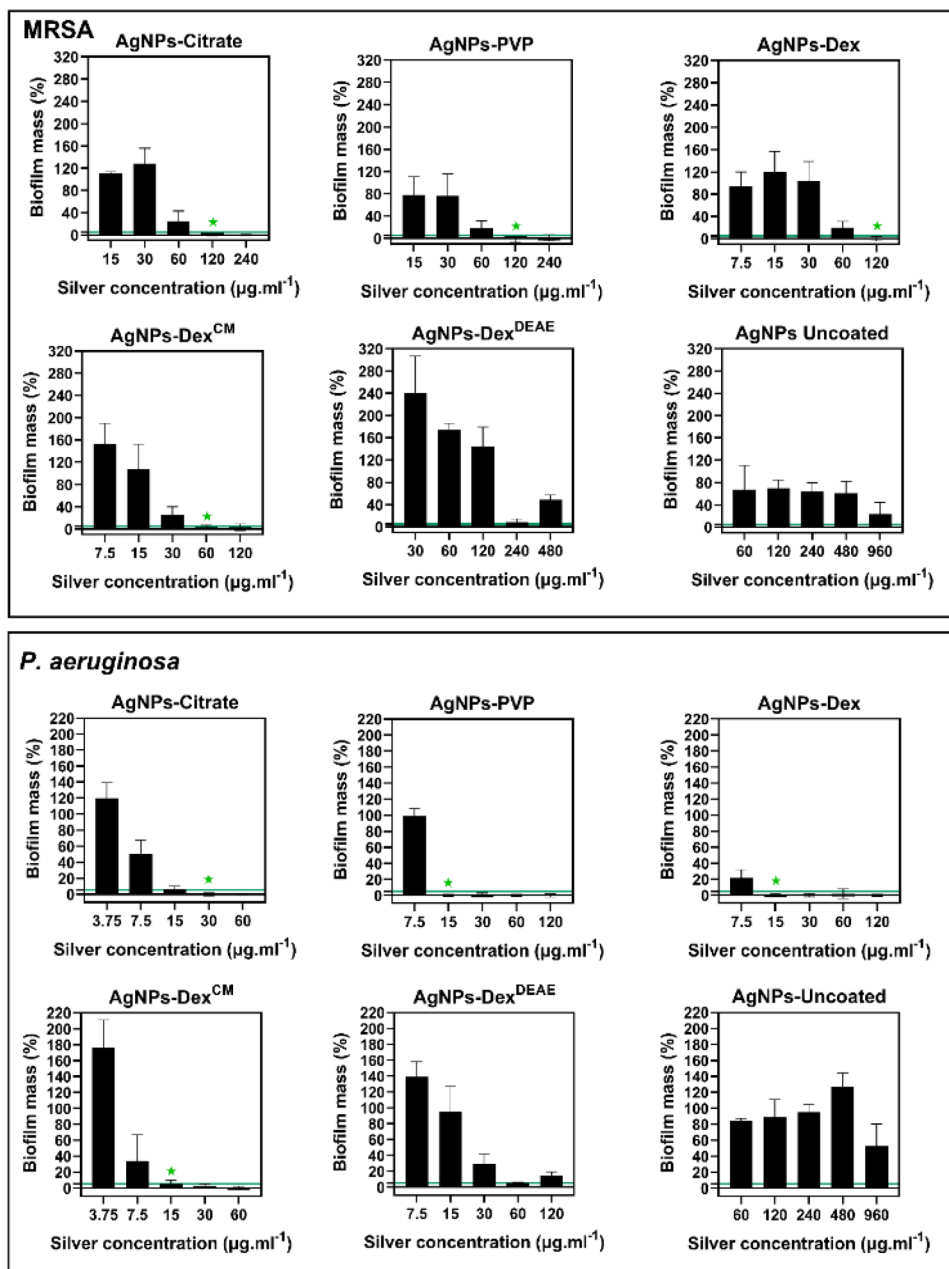 MRSA
AgNPs-Citrate
Biofilm mass (%)
320
280
240
200
160
120
80
40
0
15 30 60 120 240
Silver concentration (µg.ml⁻¹)
AgNPs-PVP
Biofilm mass (%)
320
280
240
200
160
120
80
40
0
15 30 60 120 240
Silver concentration (µg.ml⁻¹)
AgNPs-Dex
Biofilm mass (%)
320
280
240
200
160
120
80
40
0
7.5 15 30 60 120
Silver concentration (µg.ml⁻¹)
AgNPs-Dex^CM
Biofilm mass (%)
320
280
240
200
160
120
80
40
0
7.5 15 30 60 120
Silver concentration (µg.ml⁻¹)
AgNPs-Dex^DEAE
Biofilm mass (%)
320
280
240
200
160
120
80
40
0
30 60 120 240 480
Silver concentration (µg.ml⁻¹)
AgNPs Uncoated
Biofilm mass (%)
320
280
240
200
160
120
80
40
0
60 120 240 480 960
Silver concentration (µg.ml⁻¹)
P. aeruginosa
AgNPs-Citrate
Biofilm mass (%)
220
200
180
160
140
120
100
80
60
40
20
0
3.75 7.5 15 30 60
Silver concentration (µg.ml⁻¹)
AgNPs-PVP
Biofilm mass (%)
220
200
180
160
140
120
100
80
60
40
20
0
7.5 15 30 60 120
Silver concentration (µg.ml⁻¹)
AgNPs-Dex
Biofilm mass (%)
220
200
180
160
140
120
100
80
60
40
20
0
7.5 15 30 60 120
Silver concentration (µg.ml⁻¹)
AgNPs-Dex^CM
Biofilm mass (%)
220
200
180
160
140
120
100
80
60
40
20
0
3.75 7.5 15 30 60
Silver concentration (µg.ml⁻¹)
AgNPs-Dex^DEAE
Biofilm mass (%)
220
200
180
160
140
120
100
80
60
40
20
0
7.5 15 30 60 120
Silver concentration (µg.ml⁻¹)
AgNPs-Uncoated
Biofilm mass (%)
220
200
180
160
140
120
100
80
60
40
20
0
60 120 240 480 960
Silver concentration (µg.ml⁻¹)